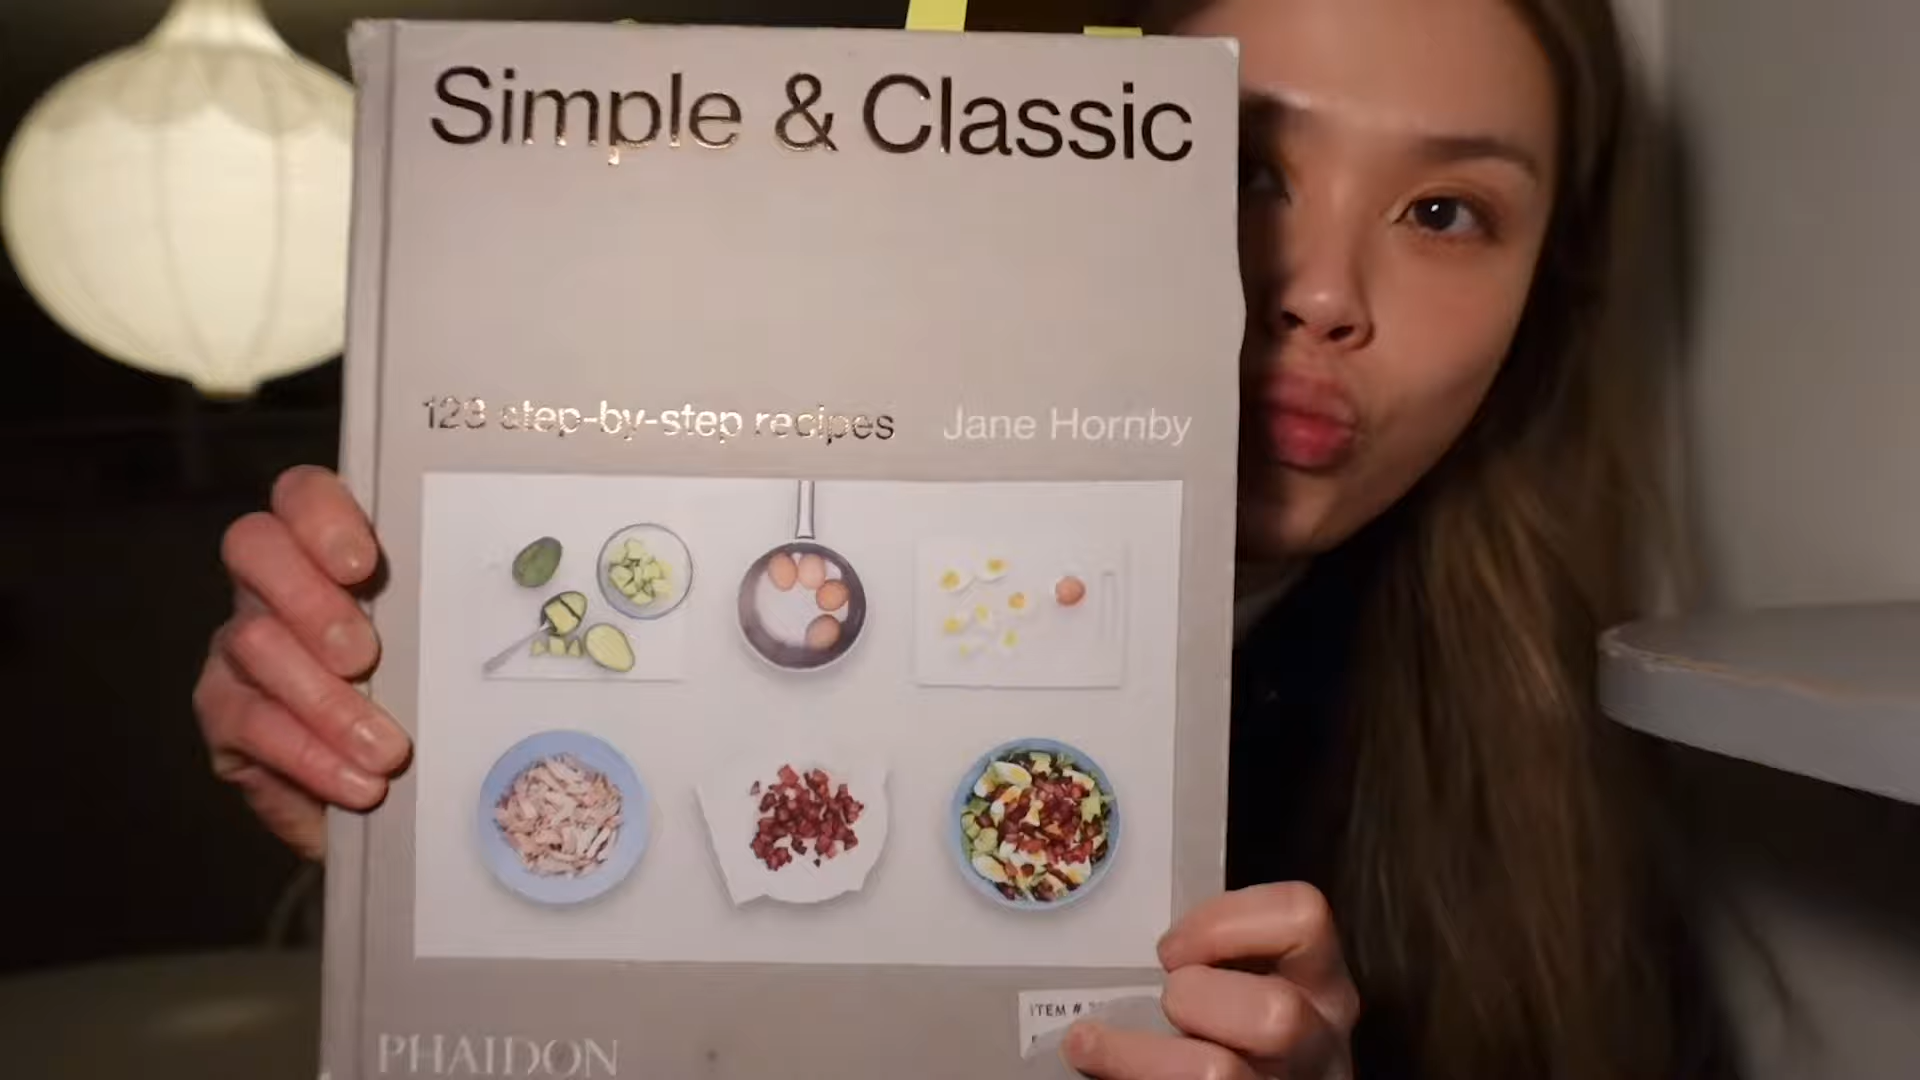 Simple & Classic
123 step-by-step recipes Jane Hornby
ITEM #
PHAIDON